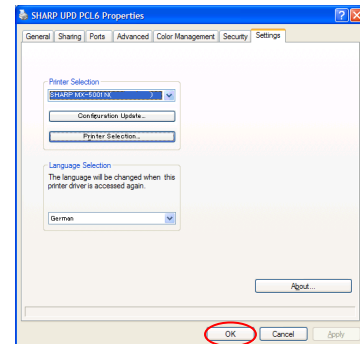 SHARP UPD PCL6 Properties
General Sharing Ports Advanced Color Management Security Settings
Printer Selection
SHARP MX-5001N( )
Configuration Update...
Printer Selection...
Language Selection
The language will be changed when this
printer driver is accessed again.
German
About...
OK Cancel Apply